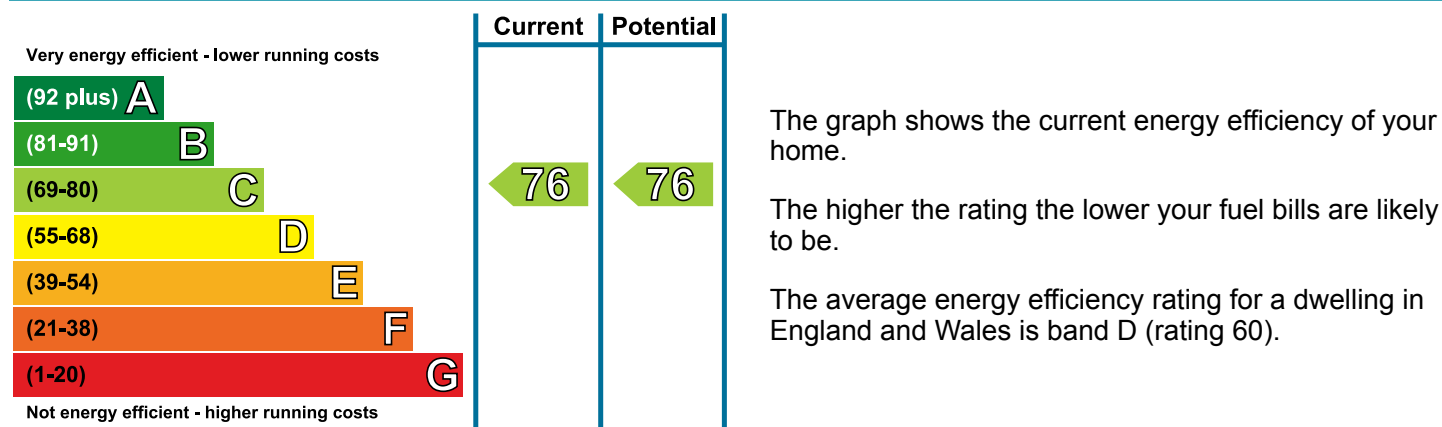 Current Potential
Very energy efficient - lower running costs
(92 plus) A
(81-91) B
(69-80) C
76 76
(55-68) D
(39-54) E
(21-38) F
(1-20) G
Not energy efficient - higher running costs
The graph shows the current energy efficiency of your
home.
The higher the rating the lower your fuel bills are likely
to be.
The average energy efficiency rating for a dwelling in
England and Wales is band D (rating 60).